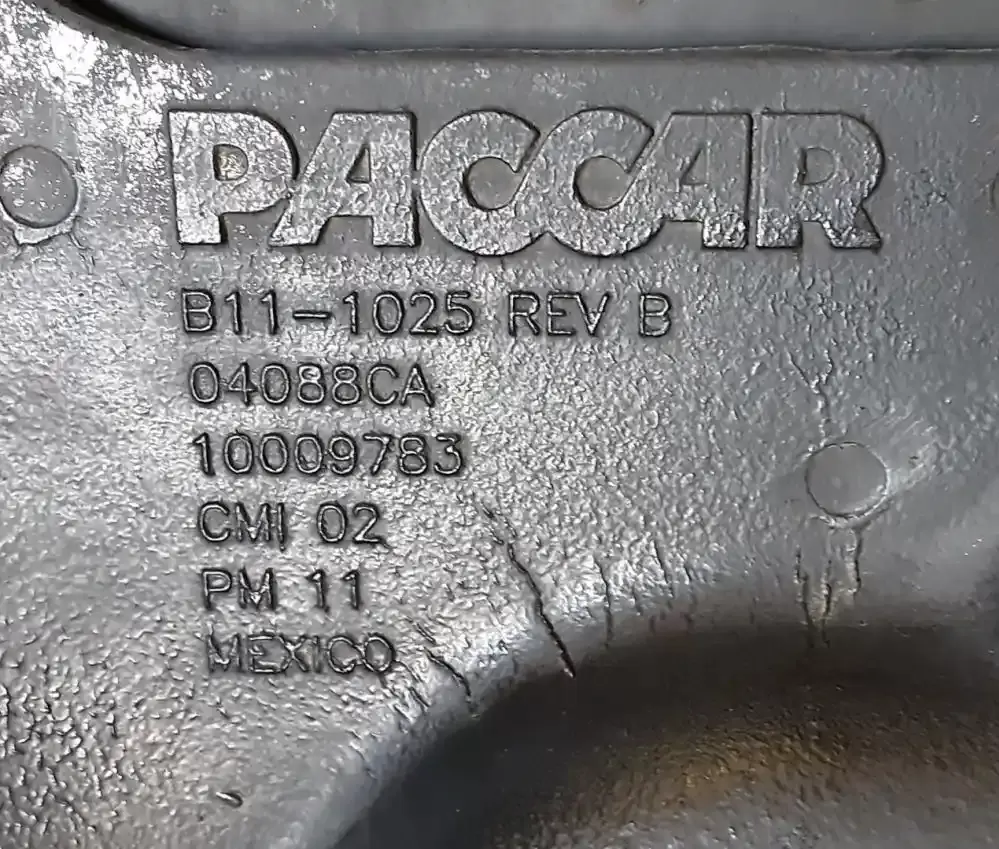 PACCAR
B11-1025 REV B
04088CA
10009783
CMI 02
PM 11
MEXICO